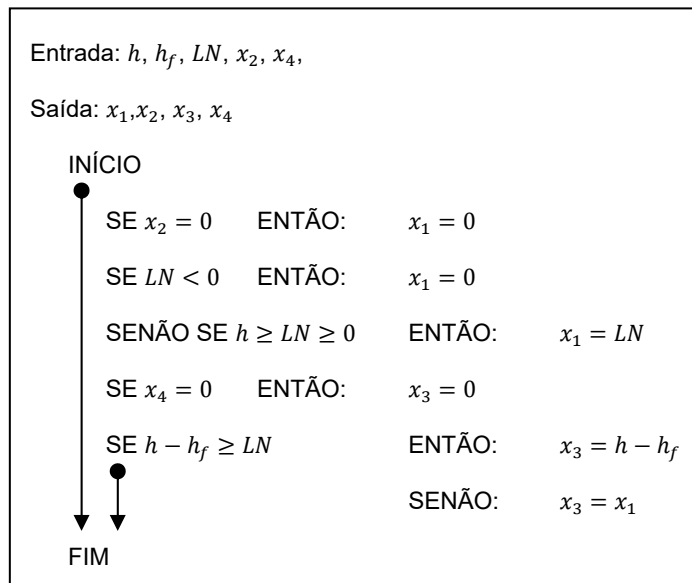 Entrada: h, h_f, LN, x_2, x_4,
Saída: x_1,x_2, x_3, x_4
INÍCIO
SE x_2 = 0 ENTÃO: x_1 = 0
SE LN < 0 ENTÃO: x_1 = 0
SENÃO SE h ≥ LN ≥ 0 ENTÃO: x_1 = LN
SE x_4 = 0 ENTÃO: x_3 = 0
SE h − h_f ≥ LN ENTÃO: x_3 = h − h_f
SENÃO: x_3 = x_1
FIM